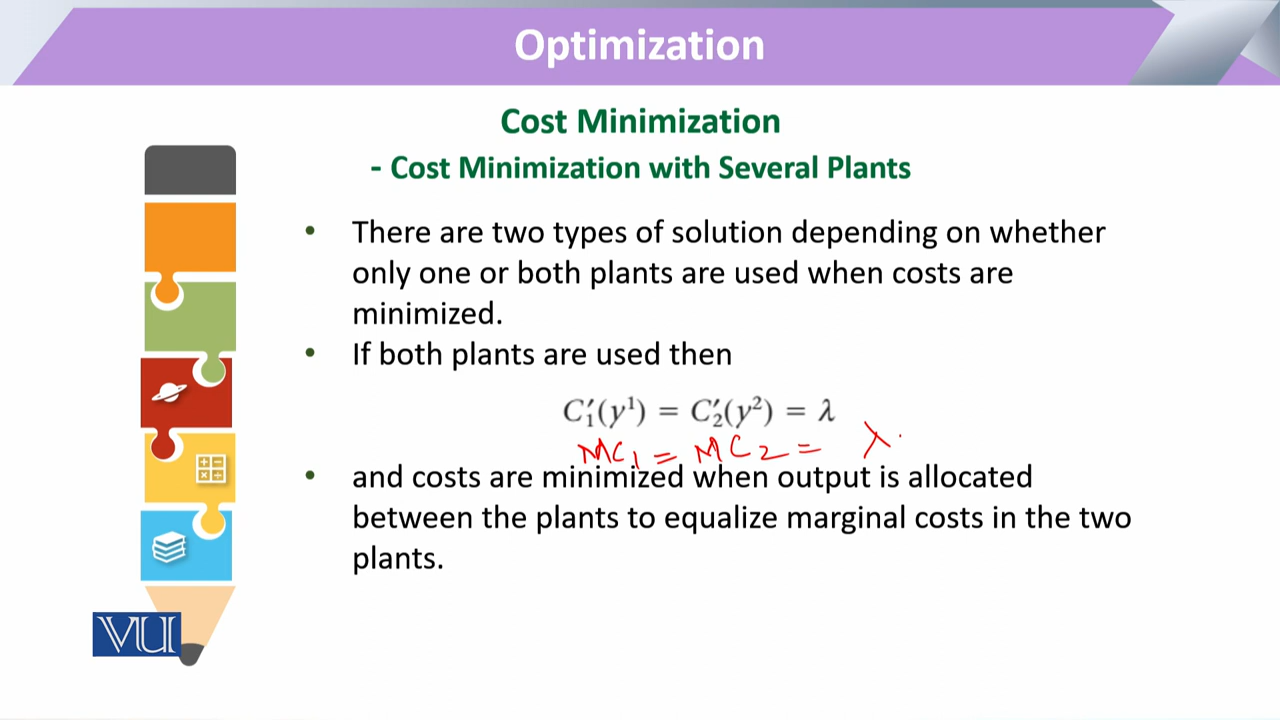 Optimization
Cost Minimization
- Cost Minimization with Several Plants
• There are two types of solution depending on whether
only one or both plants are used when costs are
minimized.
• If both plants are used then
C₁′(y¹) = C₂′(y²) = λ
MC₁ = MC₂ = λ.
• and costs are minimized when output is allocated
between the plants to equalize marginal costs in the two
plants.
VU